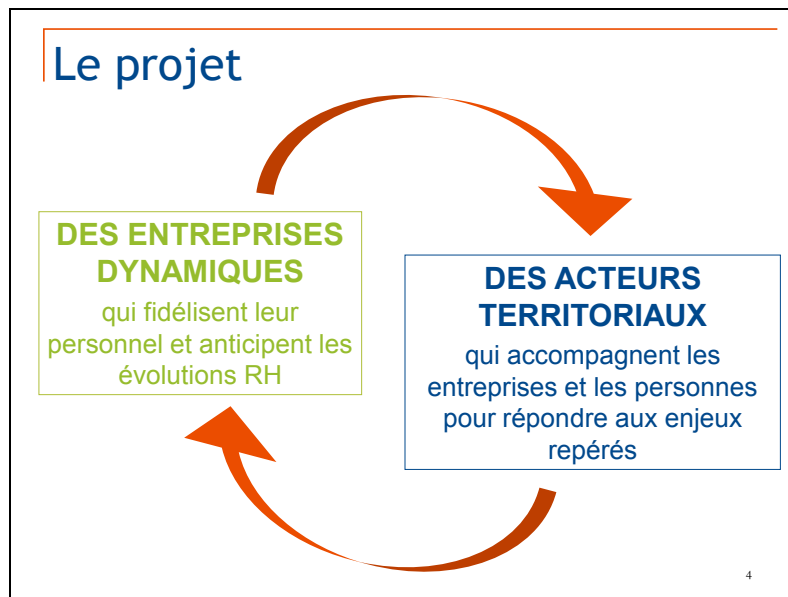 Le projet
DES ENTREPRISES
DYNAMIQUES
qui fidélisent leur
personnel et anticipent les
évolutions RH
DES ACTEURS
TERRITORIAUX
qui accompagnent les
entreprises et les personnes
pour répondre aux enjeux
repérés
4